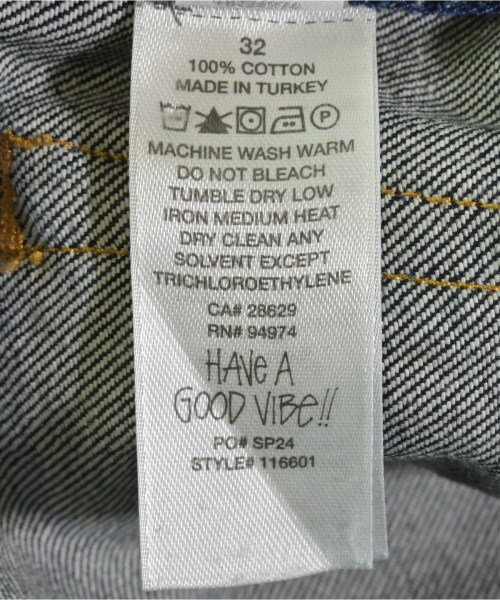 32
100% COTTON
MADE IN TURKEY
P
MACHINE WASH WARM
DO NOT BLEACH
TUMBLE DRY LOW
IRON MEDIUM HEAT
DRY CLEAN ANY
SOLVENT EXCEPT
TRICHLOROETHYLENE
CA# 28629
RN# 94974
HAVE A
GOOD VIBE!!
PO# SP24
STYLE# 116601